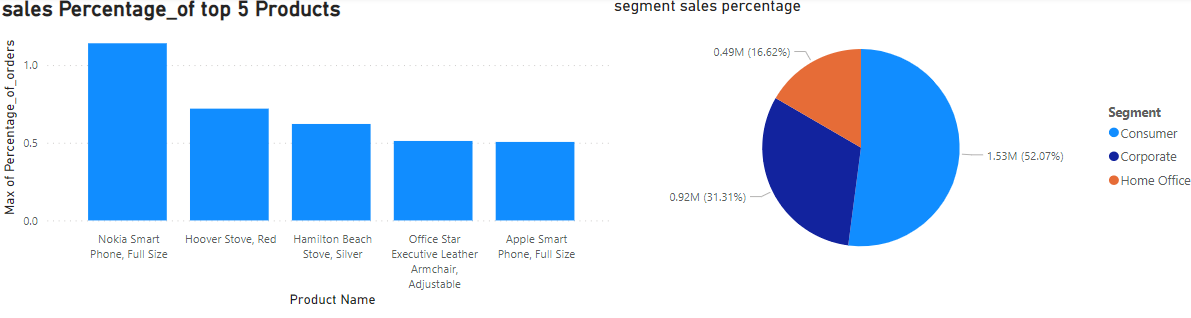 sales Percentage_of top 5 Products
Max of Percentage_of_orders
1.0
0.5
0.0
Nokia Smart
Phone, Full Size
Hoover Stove, Red
Hamilton Beach
Stove, Silver
Office Star
Executive Leather
Armchair,
Adjustable
Apple Smart
Phone, Full Size
Product Name
segment sales percentage
0.49M (16.62%)
0.92M (31.31%)
1.53M (52.07%)
Segment
Consumer
Corporate
Home Office